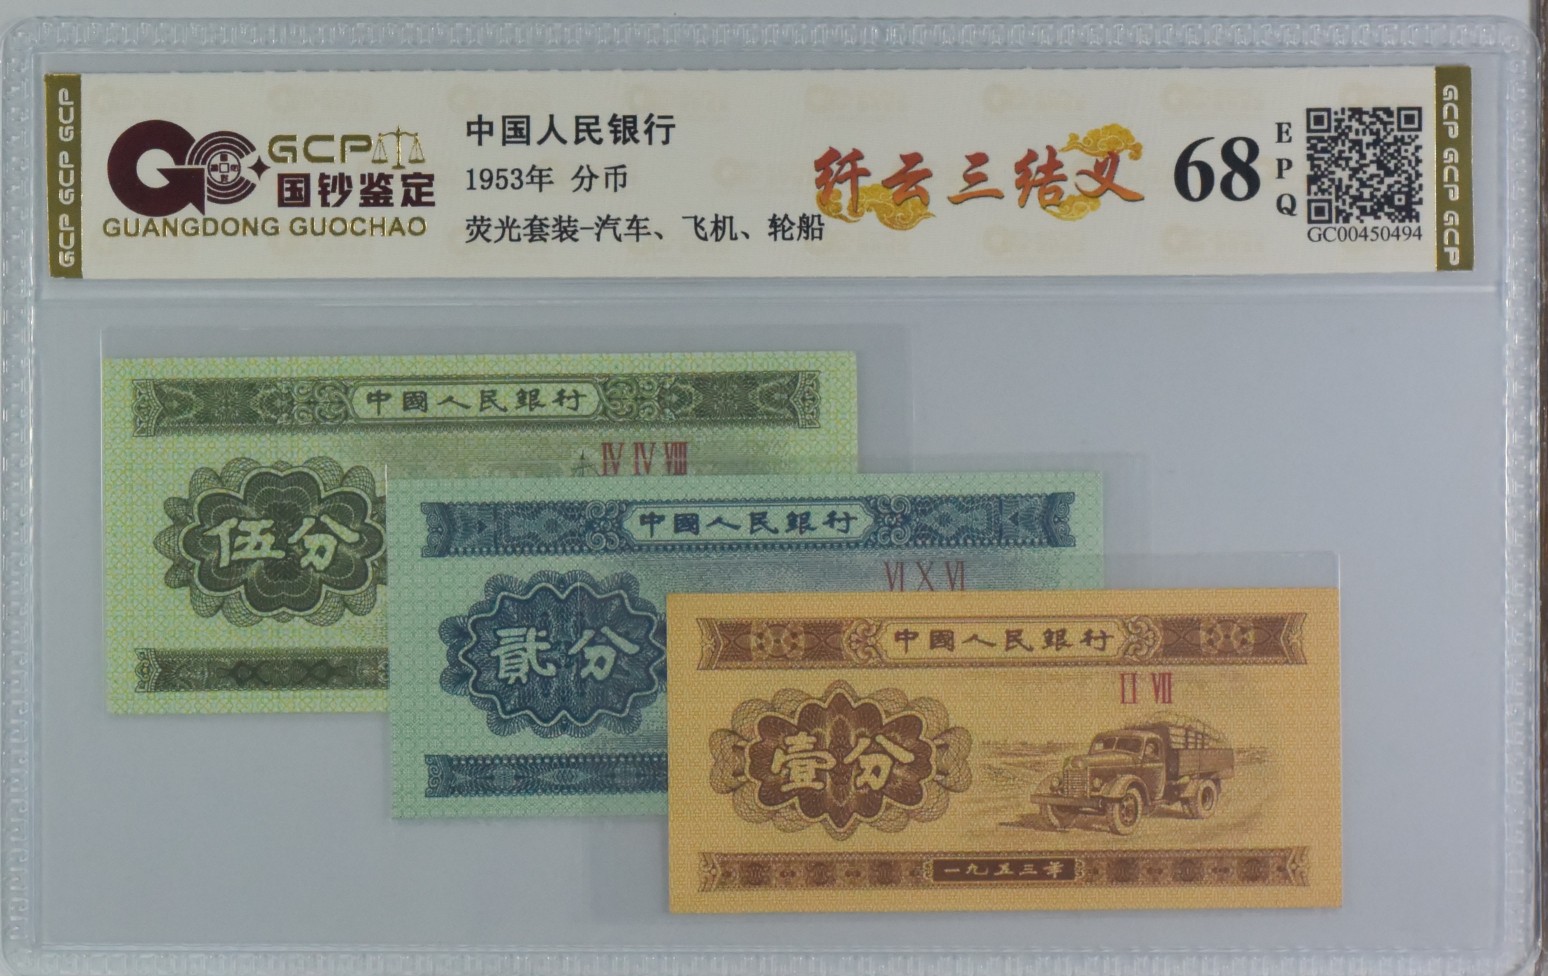 GCP GCP GCP
GCP
国钞鉴定
GUANGDONG GUOCHAO
中国人民银行
1953年 分币
荧光套装-汽车、飞机、轮船
纤云三结义
68
EPQ
GC00450494
GCP GCP GCP
中國人民銀行
IV IV VIII
伍分
中國人民銀行
VI X VI
貳分
中國人民銀行
II VII
壹分
一九五三年